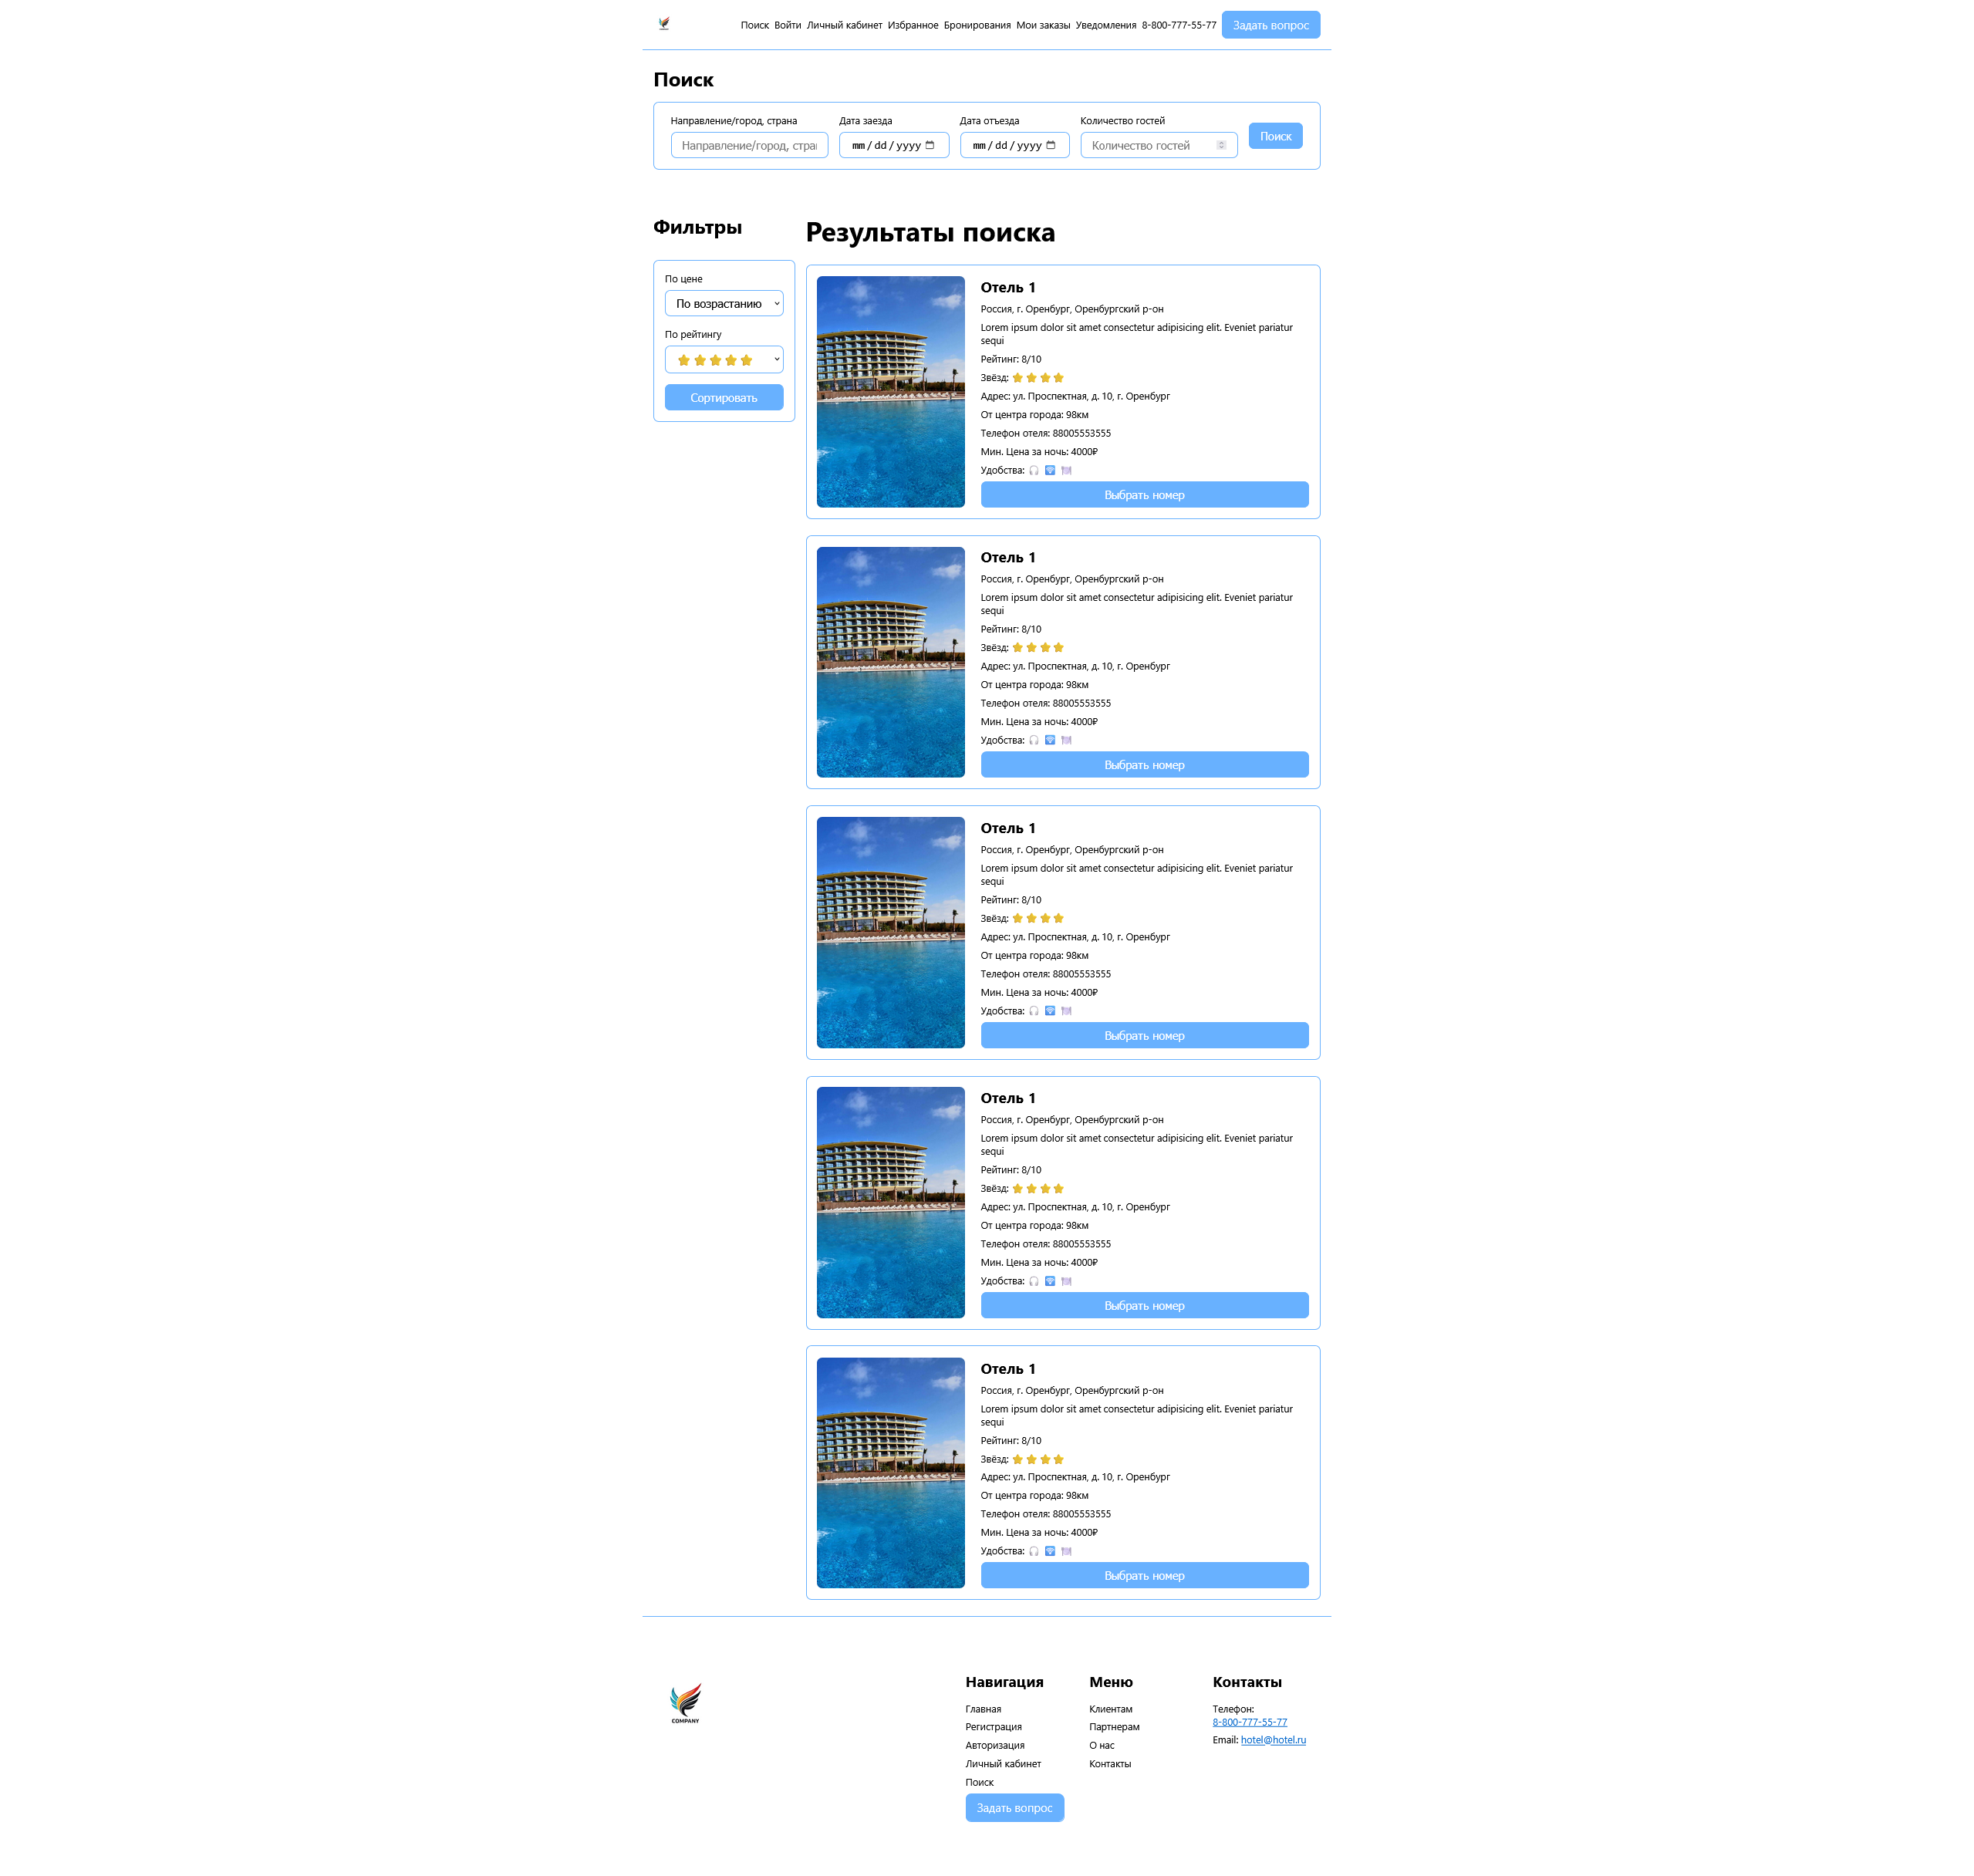 Поиск Войти Личный кабинет Избранное Бронирования Мои заказы Уведомления 8-800-777-55-77 Задать вопрос
Поиск
Направление/город, страна Дата заезда Дата отъезда Количество гостей
Направление/город, стран mm/dd/yyyy mm/dd/yyyy Количество гостей Поиск
Фильтры
По цене
По возрастанию
По рейтингу
Сортировать
Результаты поиска
Отель 1
Россия, г. Оренбург, Оренбургский р-он
Lorem ipsum dolor sit amet consectetur adipisicing elit. Eveniet pariatur
sequi
Рейтинг: 8/10
Звёзд:
Адрес: ул. Проспектная, д. 10, г. Оренбург
От центра города: 98км
Телефон отеля: 88005553555
Мин. Цена за ночь: 4000₽
Удобства:
Выбрать номер
Отель 1
Россия, г. Оренбург, Оренбургский р-он
Lorem ipsum dolor sit amet consectetur adipisicing elit. Eveniet pariatur
sequi
Рейтинг: 8/10
Звёзд:
Адрес: ул. Проспектная, д. 10, г. Оренбург
От центра города: 98км
Телефон отеля: 88005553555
Мин. Цена за ночь: 4000₽
Удобства:
Выбрать номер
Отель 1
Россия, г. Оренбург, Оренбургский р-он
Lorem ipsum dolor sit amet consectetur adipisicing elit. Eveniet pariatur
sequi
Рейтинг: 8/10
Звёзд:
Адрес: ул. Проспектная, д. 10, г. Оренбург
От центра города: 98км
Телефон отеля: 88005553555
Мин. Цена за ночь: 4000₽
Удобства:
Выбрать номер
Отель 1
Россия, г. Оренбург, Оренбургский р-он
Lorem ipsum dolor sit amet consectetur adipisicing elit. Eveniet pariatur
sequi
Рейтинг: 8/10
Звёзд:
Адрес: ул. Проспектная, д. 10, г. Оренбург
От центра города: 98км
Телефон отеля: 88005553555
Мин. Цена за ночь: 4000₽
Удобства:
Выбрать номер
Отель 1
Россия, г. Оренбург, Оренбургский р-он
Lorem ipsum dolor sit amet consectetur adipisicing elit. Eveniet pariatur
sequi
Рейтинг: 8/10
Звёзд:
Адрес: ул. Проспектная, д. 10, г. Оренбург
От центра города: 98км
Телефон отеля: 88005553555
Мин. Цена за ночь: 4000₽
Удобства:
Выбрать номер
COMPANY
Навигация
Главная
Регистрация
Авторизация
Личный кабинет
Поиск
Задать вопрос
Меню
Клиентам
Партнерам
О нас
Контакты
Контакты
Телефон:
8-800-777-55-77
Email: hotel@hotel.ru